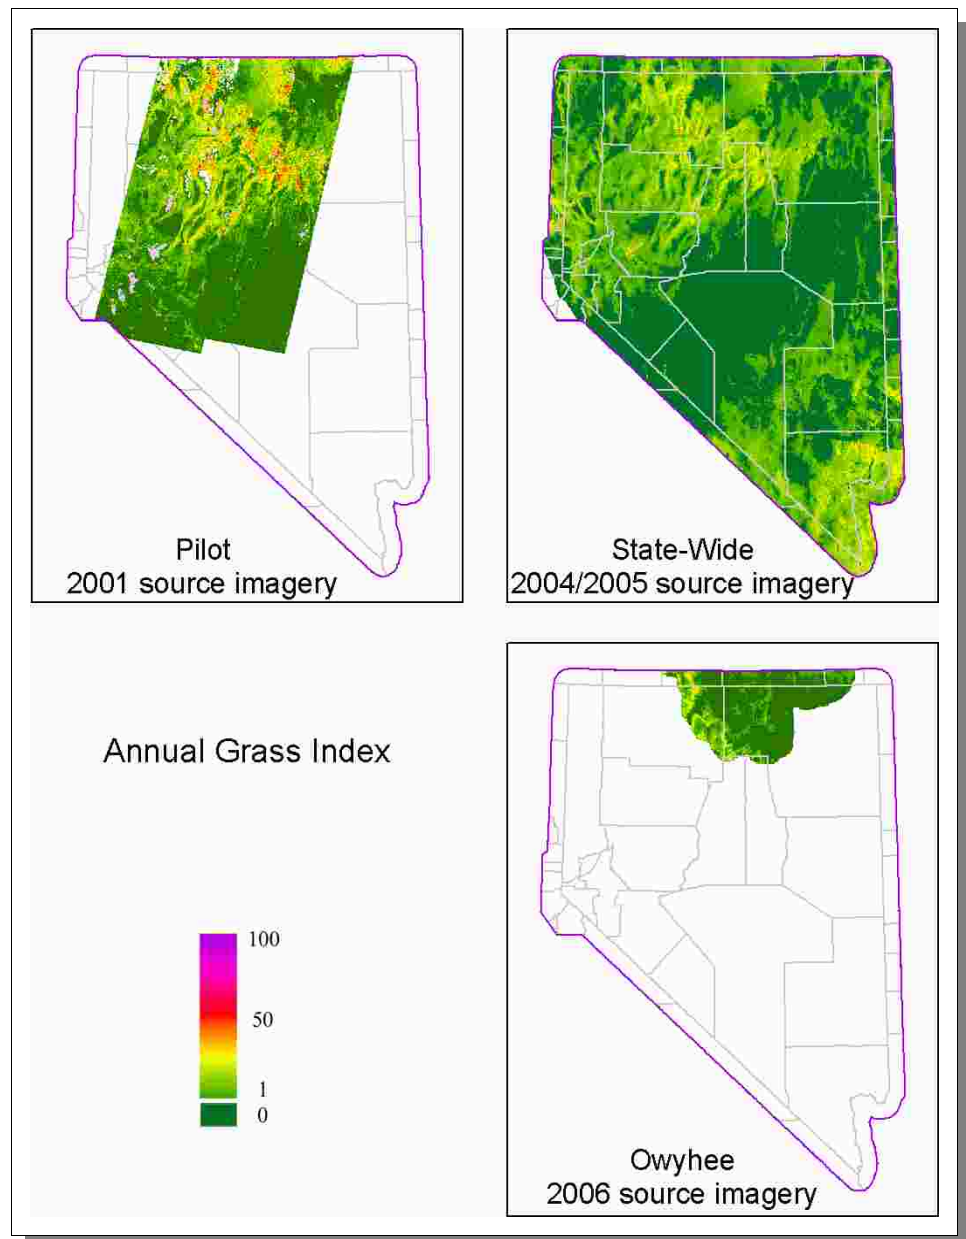 Pilot
2001 source imagery
State-Wide
2004/2005 source imagery
Annual Grass Index
100
50
1
0
Owyhee
2006 source imagery